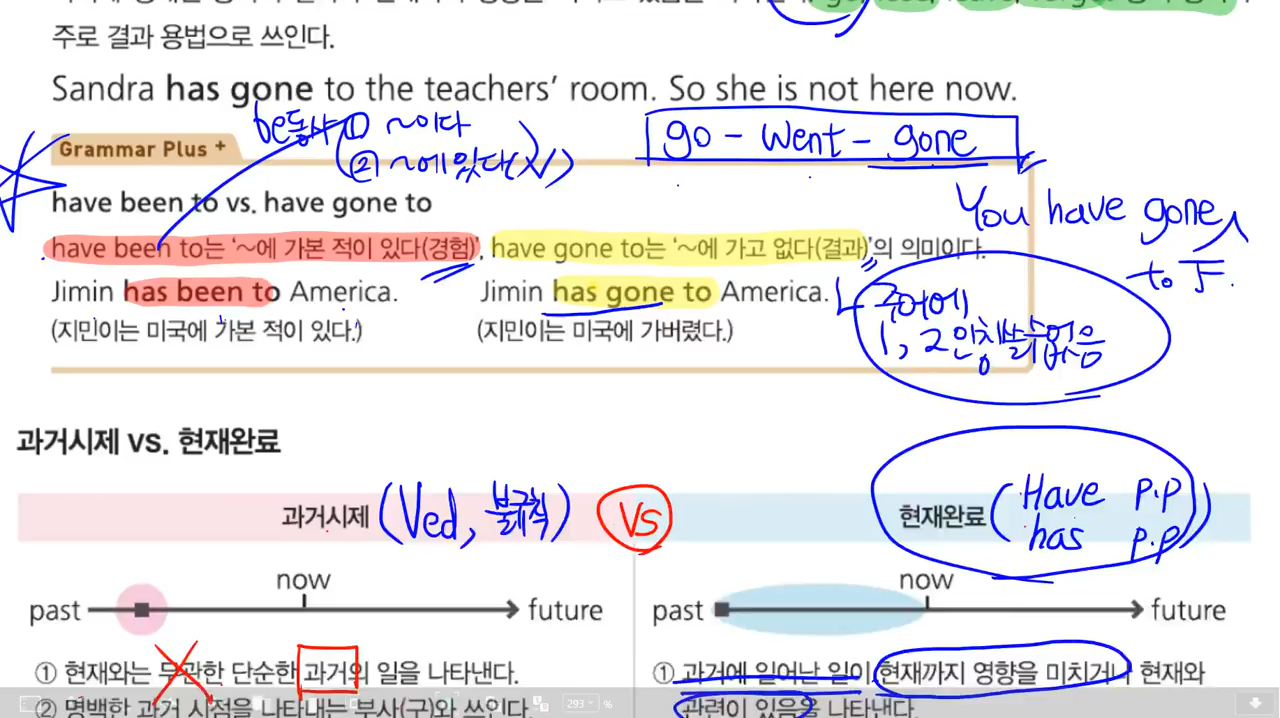 주로 결과 용법으로 쓰인다.
Sandra has gone to the teachers’ room. So she is not here now.
be동사 ① ~이다
② ~에 있다
go - went - gone
Grammar Plus +
have been to vs. have gone to
You have gone
to 下.
have been to는 ‘~에 가본 적이 있다(경험)’, have gone to는 ‘~에 가고 없다(결과)’의 의미이다.
Jimin has been to America. Jimin has gone to America.
(지민이는 미국에 가본 적이 있다.) (지민이는 미국에 가버렸다.)
주어에
1, 2인칭 쓸 수 없음
과거시제 vs. 현재완료
과거시제 (Ved, 불규칙) VS 현재완료 (Have p.p
has p.p)
now now
past future past future
① 현재와는 무관한 단순한 과거의 일을 나타낸다. ① 과거에 일어난 일이 현재까지 영향을 미치거나 현재와
② 명백한 과거 시점을 나타내는 부사(구)와 쓰인다. 관련이 있음을 나타낸다.
293 %